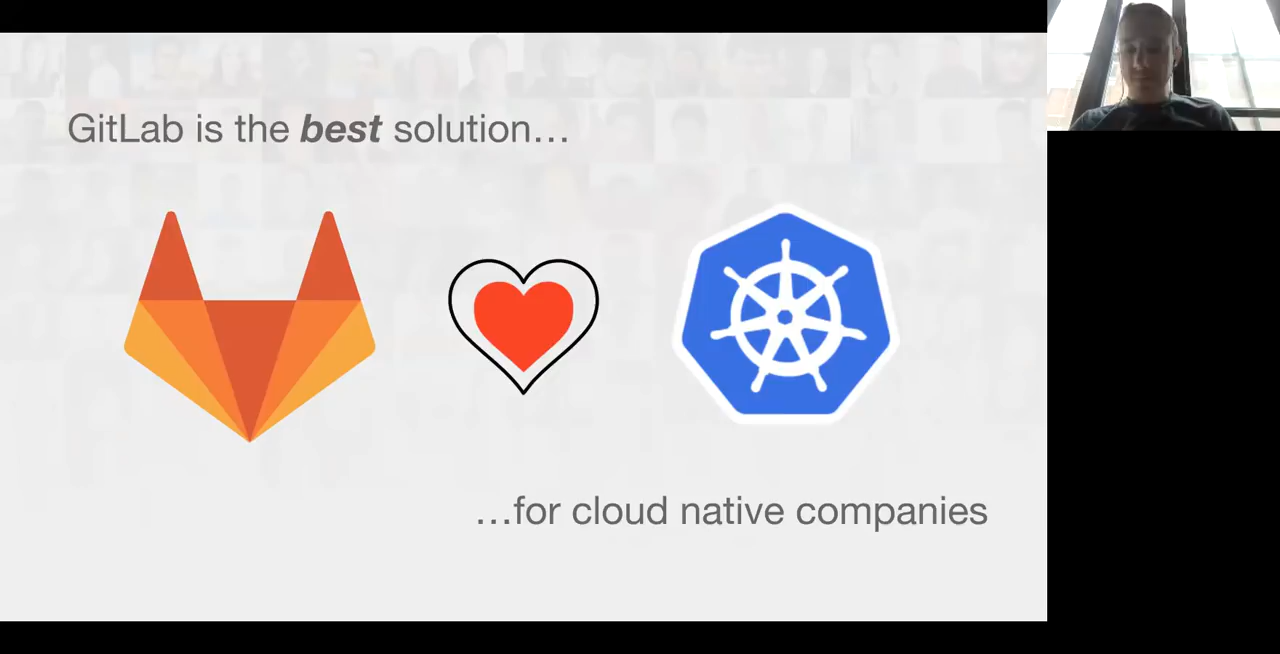 GitLab is the best solution…
…for cloud native companies